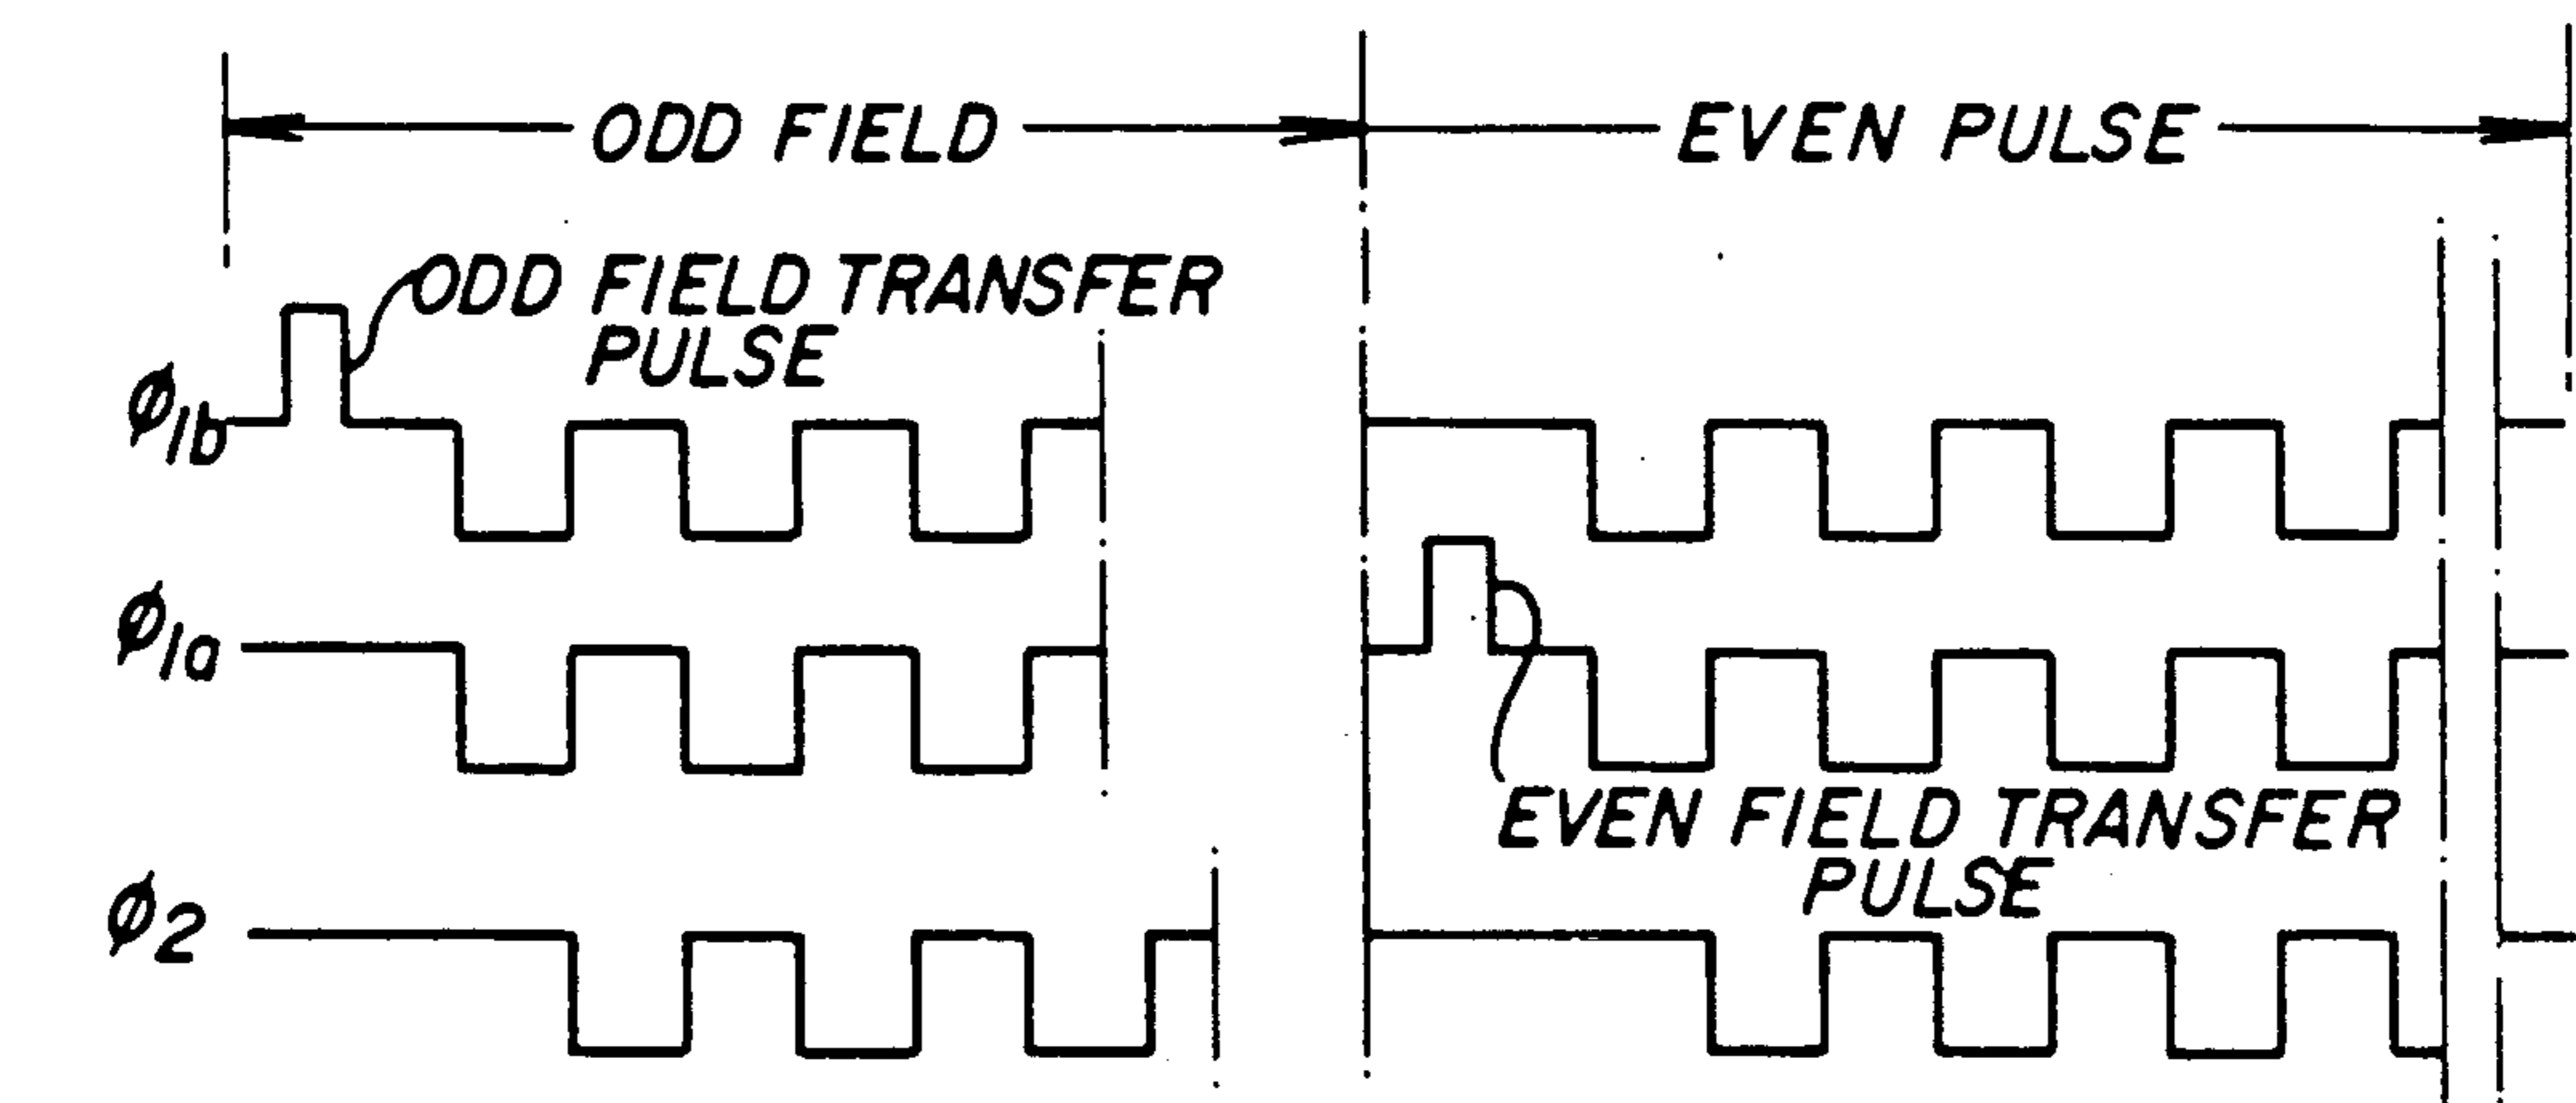 ODD FIELD
EVEN PULSE
ODD FIELD TRANSFER
PULSE
ϕ1b
ϕ1a
EVEN FIELD TRANSFER
PULSE
ϕ2